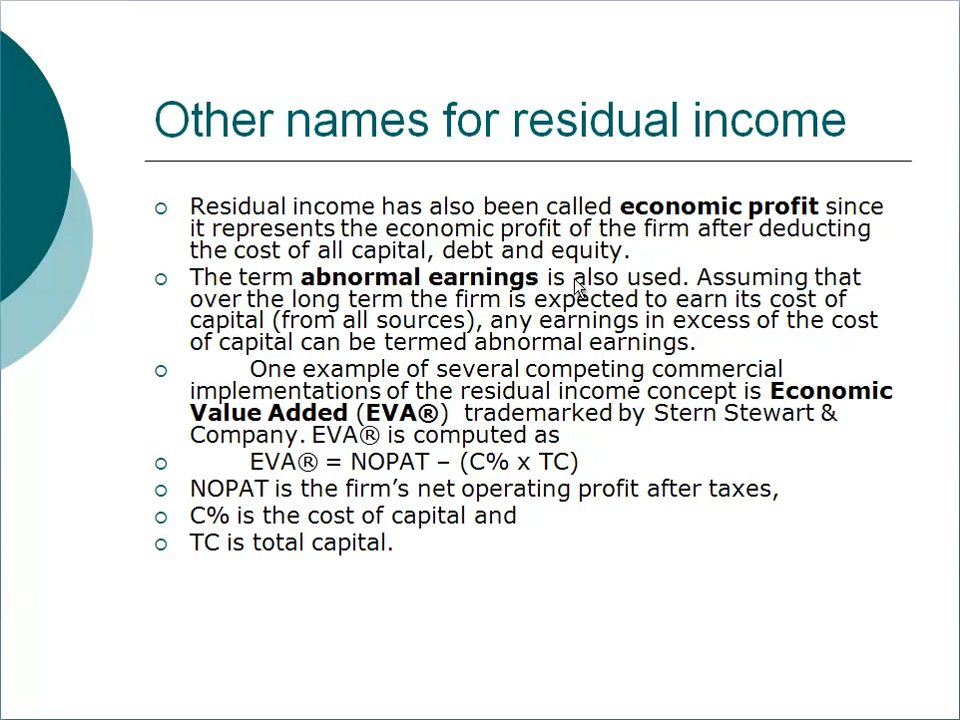 Other names for residual income
Residual income has also been called economic profit since
it represents the economic profit of the firm after deducting
the cost of all capital, debt and equity.
The term abnormal earnings is also used. Assuming that
over the long term the firm is expected to earn its cost of
capital (from all sources), any earnings in excess of the cost
of capital can be termed abnormal earnings.
One example of several competing commercial
implementations of the residual income concept is Economic
Value Added (EVA®) trademarked by Stern Stewart &
Company. EVA® is computed as
EVA® = NOPAT – (C% x TC)
NOPAT is the firm’s net operating profit after taxes,
C% is the cost of capital and
TC is total capital.